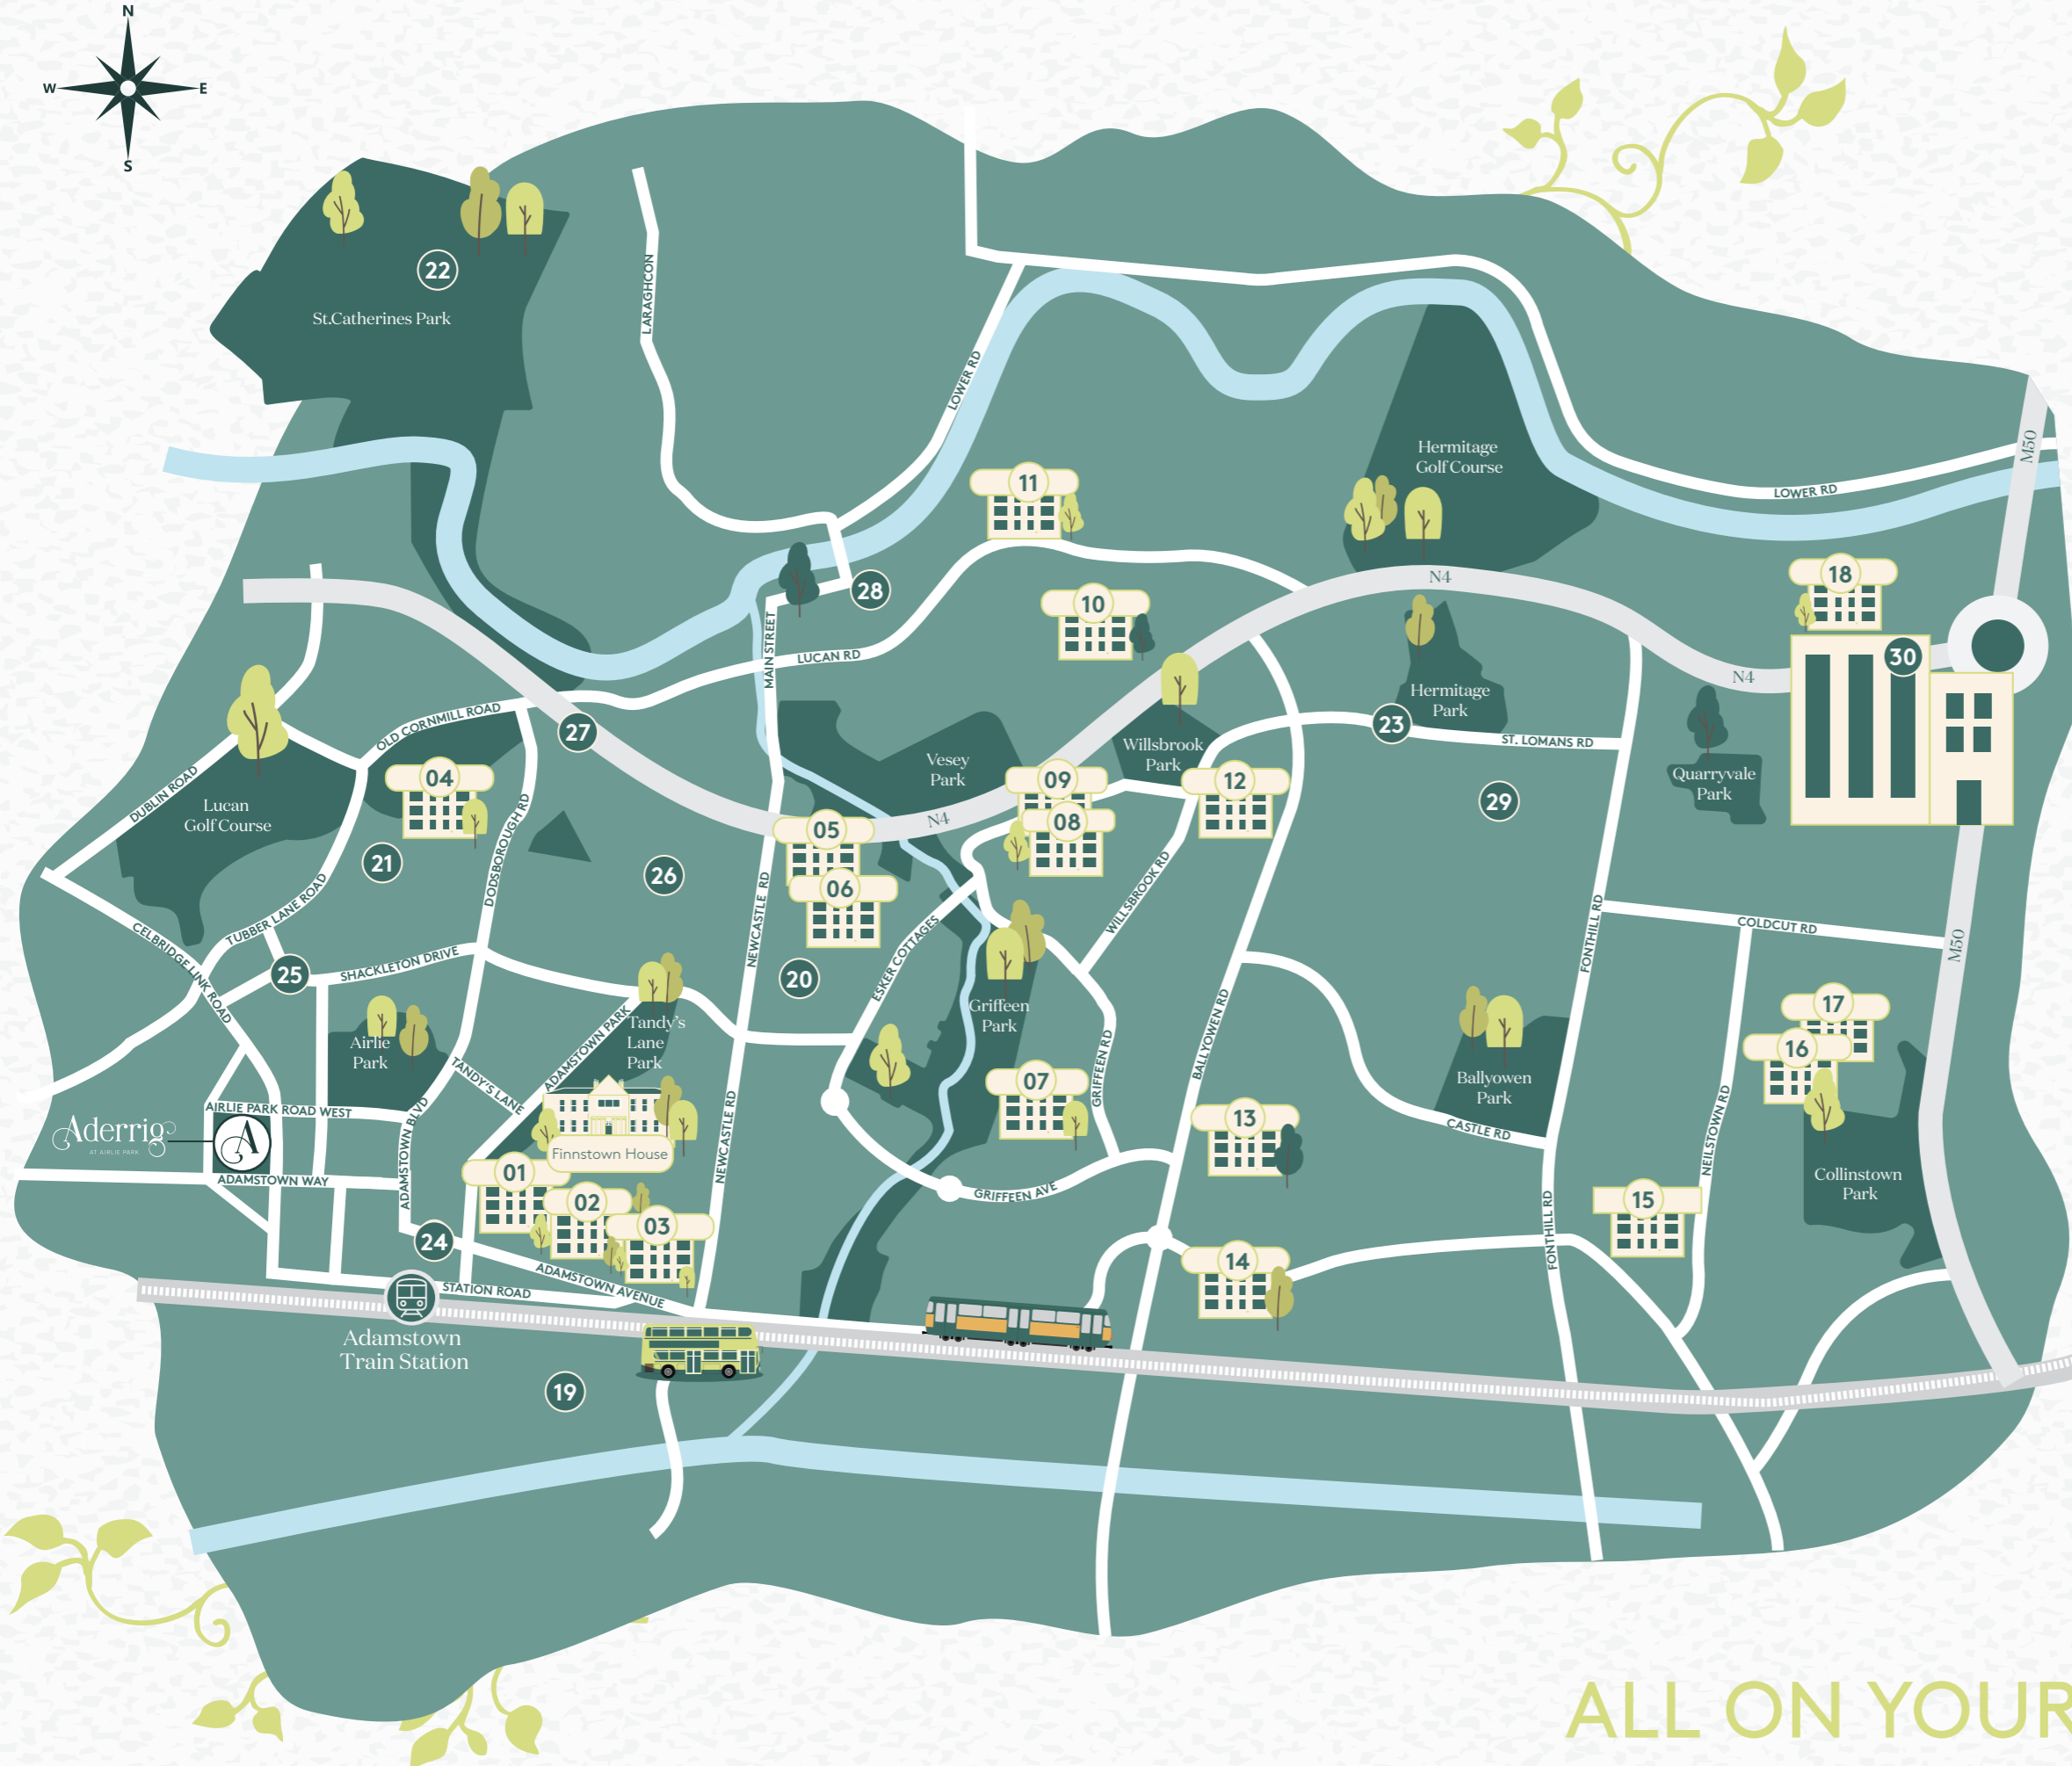 N
W
E
S
22
St.Catherines Park
LARAGHCON
LOWER RD
11
Hermitage
Golf Course
M50
LOWER RD
N4
28
10
18
MAIN STREET
LUCAN RD
30
N4
OLD CORNMILL ROAD
27
Hermitage
Park
23
ST. LOMANS RD
Willsbrook
Park
Vesey
Park
Quarryvale
Park
DUBLIN ROAD
Lucan
Golf Course
04
09
12
29
05
N4
08
21
DODSBOROUGH RD
26
06
NEWCASTLE RD
WILLSBROOK RD
TUBBER LANE ROAD
CELBRIDGE LINK ROAD
ESKER COTTAGES
FONTHILL RD
COLDCUT RD
M50
25
SHACKLETON DRIVE
20
Griffeen
Park
17
16
Airlie
Park
Tandy's
Lane
Park
ADAMSTOWN PARK
TANDY'S LANE
BALLYOWEN RD
GRIFFEEN RD
07
Ballyowen
Park
NEILSTOWN RD
AIRLIE PARK ROAD WEST
ADAMSTOWN BLVD
NEWCASTLE RD
13
CASTLE RD
Aderrig
AT AIRLIE PARK
A
Finnstown House
ADAMSTOWN WAY
01
02
03
GRIFFEEN AVE
FONTHILL RD
15
Collinstown
Park
24
14
STATION ROAD
ADAMSTOWN AVENUE
Adamstown
Train Station
19
ALL ON YOUR